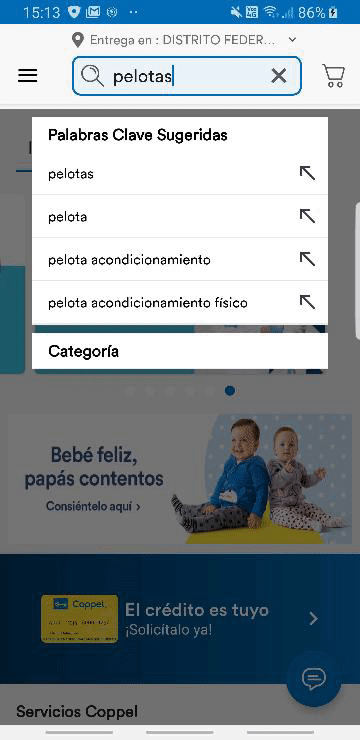 15:13
86%
Entrega en : DISTRITO FEDER...
pelotas
Palabras Clave Sugeridas
pelotas
pelota
pelota acondicionamiento
pelota acondicionamiento físico
Categoría
Bebé feliz,
papás contentos
Consiéntelo aquí ›
Coppel
El crédito es tuyo
¡Solicítalo ya!
Servicios Coppel